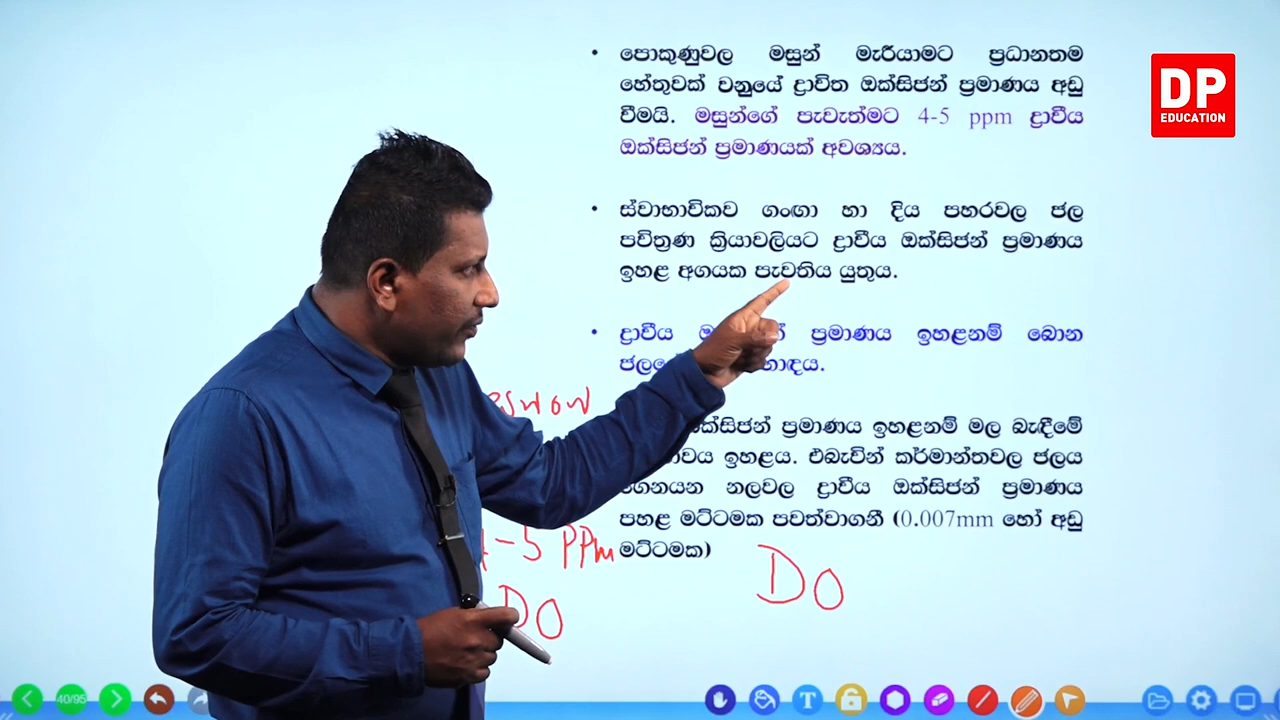 • පොකුණුවල මසුන් මැරීයාමට ප්‍රධානතම
හේතුවක් වනුයේ ද්‍රාවිත ඔක්සිජන් ප්‍රමාණය අඩු
වීමයි. මසුන්ගේ පැවැත්මට 4-5 ppm ද්‍රාවීය
ඔක්සිජන් ප්‍රමාණයක් අවශ්‍යය.
• ස්වාභාවිකව ගංඟා හා දිය පහරවල ජල
පවිත්‍රණ ක්‍රියාවලියට ද්‍රාවීය ඔක්සිජන් ප්‍රමාණය
ඉහළ අගයක පැවතිය යුතුය.
• ද්‍රාවීය ප්‍රමාණය ඉහළනම් බොන
ප්‍රමාණය ඉහළනම් මල බැඳීමේ
ඉහළය. එබැවින් කර්මාන්තවල ජලය
නලවල ද්‍රාවීය ඔක්සිජන් ප්‍රමාණය
පහළ මට්ටමක පවත්වාගනී (0.007mm හෝ අඩු
මට්ටමක)
-5 PPm
DO
DO
DP
EDUCATION
40/95
T